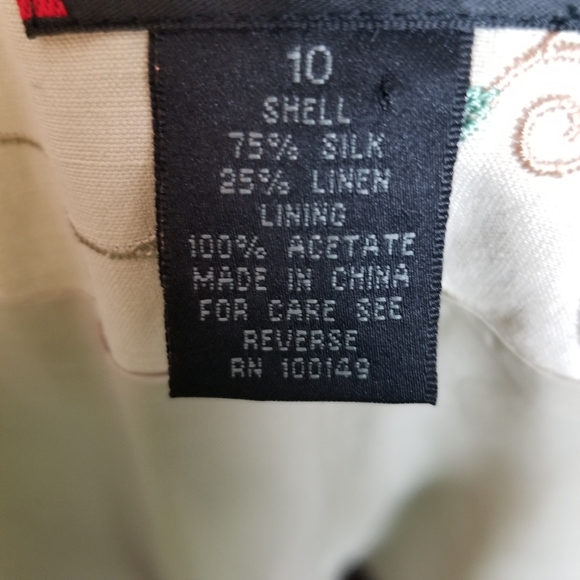 10
SHELL
75% SILK
25% LINEN
LINING
100% ACETATE
MADE IN CHINA
FOR CARE SEE
REVERSE
RN 100149